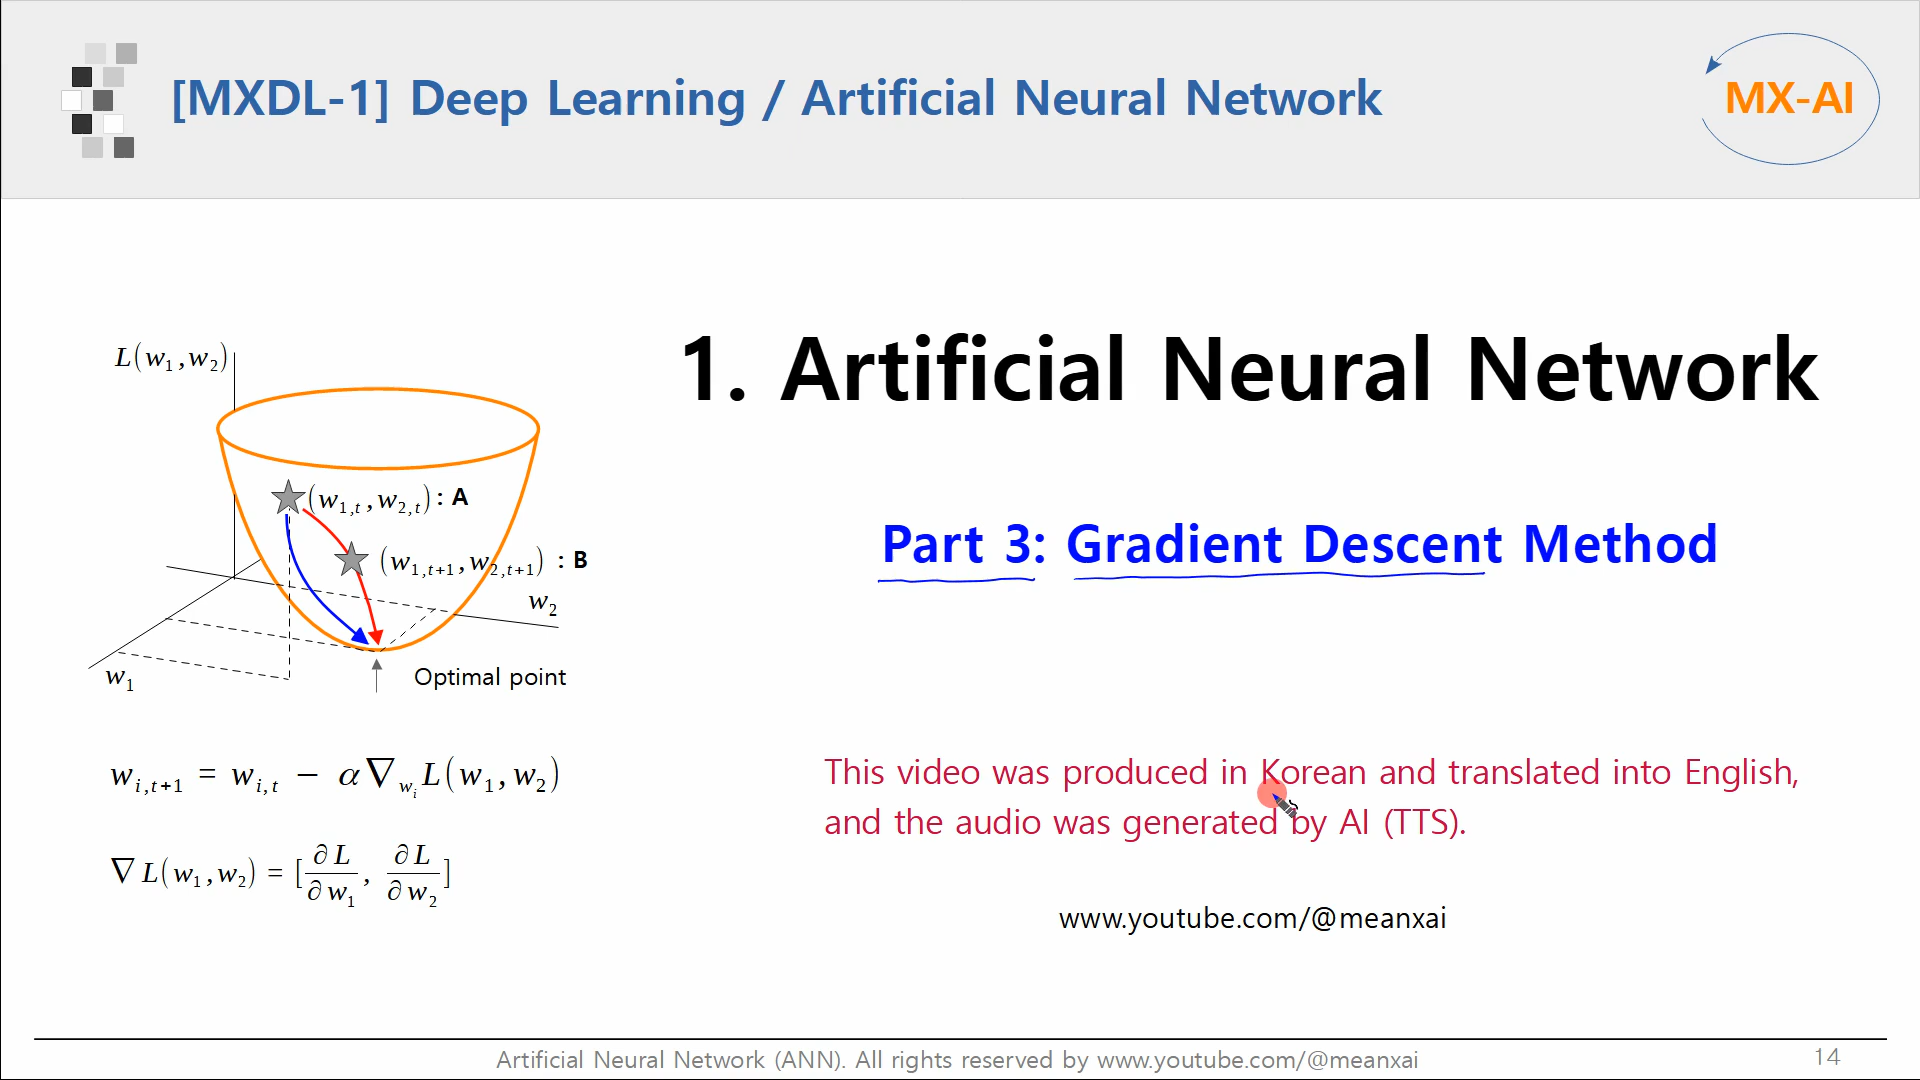 [MXDL-1] Deep Learning / Artificial Neural Network
MX-AI
1. Artificial Neural Network
Part 3: Gradient Descent Method
L(w₁,w₂)
(w₁,t , w₂,t) : A
(w₁,t+1 , w₂,t+1) : B
w₂
w₁
Optimal point
wᵢ,t+1 = wᵢ,t − α∇wᵢ L(w₁,w₂)
∇L(w₁,w₂) = [∂L/∂w₁, ∂L/∂w₂]
This video was produced in Korean and translated into English,
and the audio was generated by AI (TTS).
www.youtube.com/@meanxai
Artificial Neural Network (ANN). All rights reserved by www.youtube.com/@meanxai
14